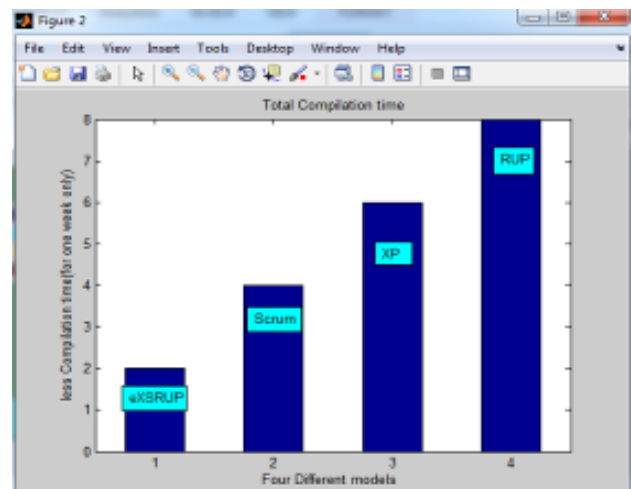 Figure 2
File Edit View Insert Tools Desktop Window Help
Total Compilation time
8
7
6
5
4
3
2
1
0
less Compilation time(for one week only)
RUP
XP
Scrum
eXSRUP
1 2 3 4
Four Different models